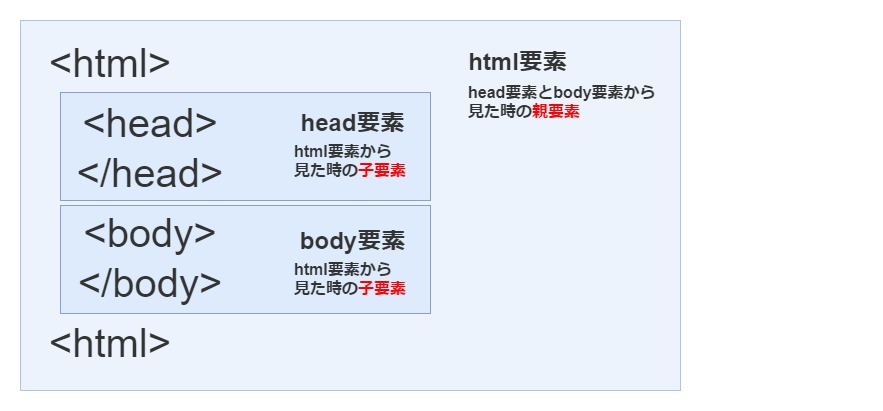 <html>
html要素
head要素とbody要素から
見た時の親要素
<head>
</head>
head要素
html要素から
見た時の子要素
<body>
</body>
body要素
html要素から
見た時の子要素
<html>